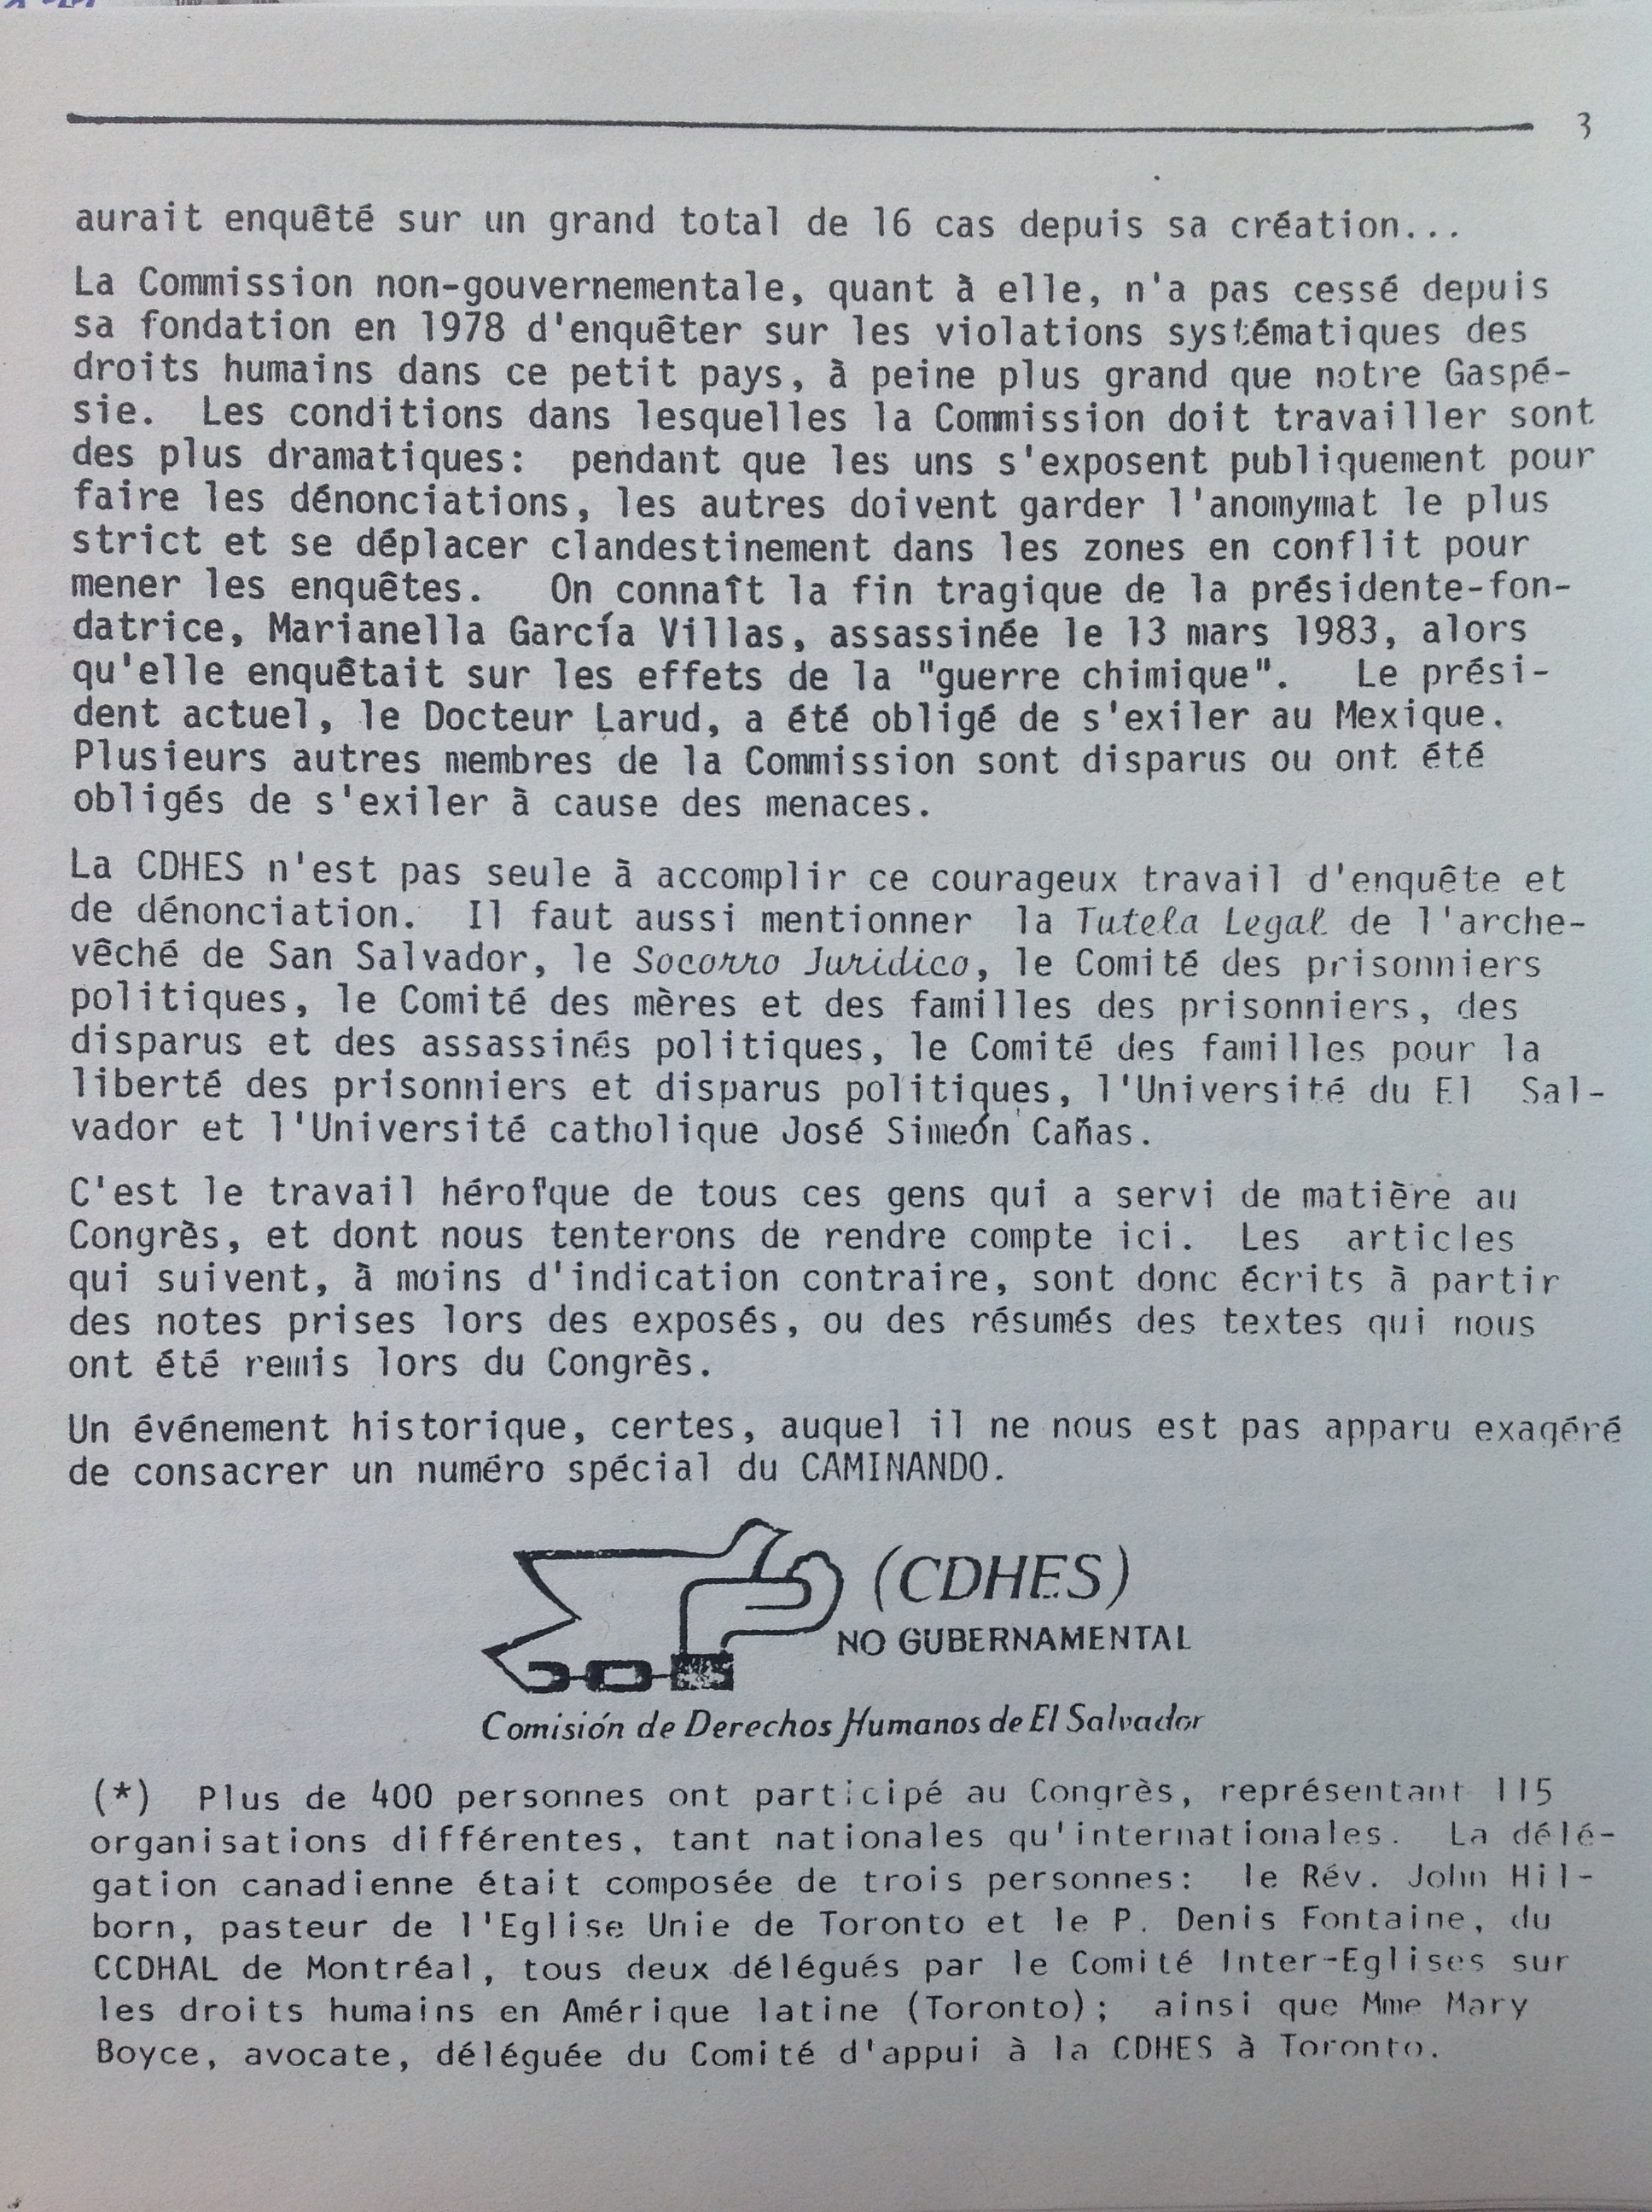 3
aurait enquêté sur un grand total de 16 cas depuis sa création...
La Commission non-gouvernementale, quant à elle, n'a pas cessé depuis
sa fondation en 1978 d'enquêter sur les violations systématiques des
droits humains dans ce petit pays, à peine plus grand que notre Gaspé-
sie. Les conditions dans lesquelles la Commission doit travailler sont
des plus dramatiques: pendant que les uns s'exposent publiquement pour
faire les dénonciations, les autres doivent garder l'anomymat le plus
strict et se déplacer clandestinement dans les zones en conflit pour
mener les enquêtes. On connaît la fin tragique de la présidente-fon-
datrice, Marianella García Villas, assassinée le 13 mars 1983, alors
qu'elle enquêtait sur les effets de la "guerre chimique". Le prési-
dent actuel, le Docteur Larud, a été obligé de s'exiler au Mexique.
Plusieurs autres membres de la Commission sont disparus ou ont été
obligés de s'exiler à cause des menaces.
La CDHES n'est pas seule à accomplir ce courageux travail d'enquête et
de dénonciation. Il faut aussi mentionner la Tutela Legal de l'arche-
vêché de San Salvador, le Socorro Juridico, le Comité des prisonniers
politiques, le Comité des mères et des familles des prisonniers, des
disparus et des assassinés politiques, le Comité des familles pour la
liberté des prisonniers et disparus politiques, l'Université du El Sal-
vador et l'Université catholique José Simeón Cañas.
C'est le travail héroïque de tous ces gens qui a servi de matière au
Congrès, et dont nous tenterons de rendre compte ici. Les articles
qui suivent, à moins d'indication contraire, sont donc écrits à partir
des notes prises lors des exposés, ou des résumés des textes qui nous
ont été remis lors du Congrès.
Un événement historique, certes, auquel il ne nous est pas apparu exagéré
de consacrer un numéro spécial du CAMINANDO.
(CDHES)
NO GUBERNAMENTAL
Comisión de Derechos Humanos de El Salvador
(*) Plus de 400 personnes ont participé au Congrès, représentant 115
organisations différentes, tant nationales qu'internationales. La délé-
gation canadienne était composée de trois personnes: le Rév. John Hil-
born, pasteur de l'Eglise Unie de Toronto et le P. Denis Fontaine, du
CCDHAL de Montréal, tous deux délégués par le Comité Inter-Eglises sur
les droits humains en Amérique latine (Toronto); ainsi que Mme Mary
Boyce, avocate, déléguée du Comité d'appui à la CDHES à Toronto.